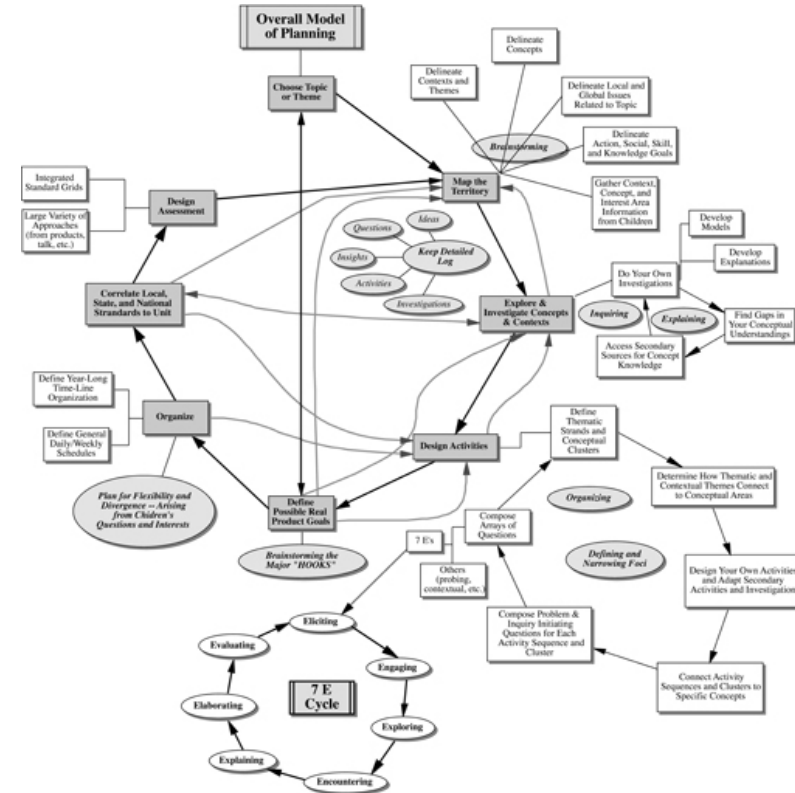 Overall Model
of Planning
Choose Topic
or Theme
Delineate
Concepts
Delineate
Contexts and
Themes
Delineate Local and
Global Issues
Related to Topic
Brainstorming
Delineate
Action, Social, Skill,
and Knowledge Goals
Map the
Territory
Gather Context,
Concept, and
Interest Area
Information
from Children
Integrated
Standard Grids
Large Variety of
Approaches
(from products,
talk, etc.)
Design
Assessment
Ideas
Questions
Keep Detailed
Log
Insights
Activities
Investigations
Develop
Models
Develop
Explanations
Do Your Own
Investigations
Correlate Local,
State, and National
Strandards to Unit
Explore &
Investigate Concepts
& Contexts
Inquiring
Explaining
Find Gaps in
Your Conceptual
Understandings
Access Secondary
Sources for Concept
Knowledge
Define Year-Long
Time-Line
Organization
Define General
Daily/Weekly
Schedules
Organize
Design Activities
Define
Thematic
Strands and
Conceptual
Clusters
Determine How Thematic and
Contextual Themes Connect
to Conceptual Areas
Plan for Flexibility and
Divergence -- Arising
from Chidren's
Questions and Interests
Define
Possible Real
Product Goals
Brainstorming the
Major "HOOKS"
Organizing
Compose
Arrays of
Questions
7 E's
Others
(probing,
contextual, etc.)
Defining and
Narrowing Foci
Design Your Own Activities
and Adapt Secondary
Activities and Investigation
Compose Problem &
Inquiry Initiating
Questions for Each
Activity Sequence and
Cluster
Connect Activity
Sequences and Clusters to
Specific Concepts
Eliciting
Engaging
Exploring
Encountering
Explaining
Elaborating
Evaluating
7 E
Cycle